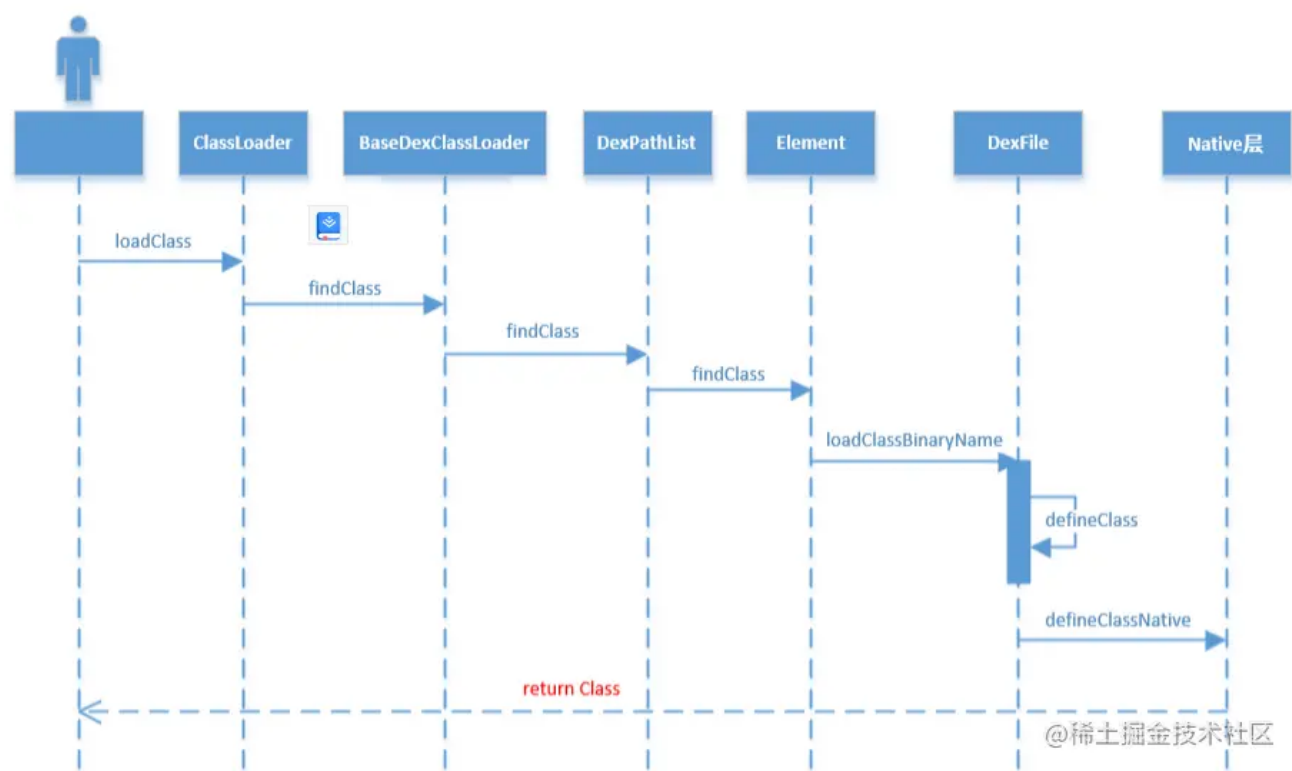 ClassLoader
BaseDexClassLoader
DexPathList
Element
DexFile
Native层
loadClass
findClass
findClass
findClass
loadClassBinaryName
defineClass
defineClassNative
return Class
@稀土掘金技术社区